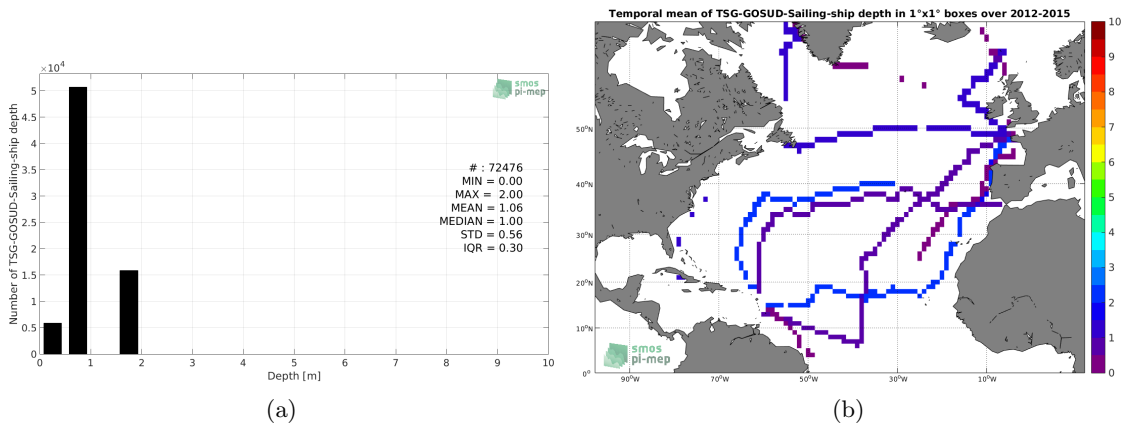 ×10⁴
5
4.5
4
3.5
3
2.5
2
1.5
1
0.5
0
Number of TSG-GOSUD-Sailing-ship depth
smos
pi-mep
# : 72476
MIN = 0.00
MAX = 2.00
MEAN = 1.06
MEDIAN = 1.00
STD = 0.56
IQR = 0.30
0 1 2 3 4 5 6 7 8 9 10
Depth [m]
(a)
Temporal mean of TSG-GOSUD-Sailing-ship depth in 1°x1° boxes over 2012-2015
50°N
40°N
30°N
20°N
10°N
0°
90°W 70°W 50°W 30°W 10°W
smos
pi-mep
10
9
8
7
6
5
4
3
2
1
0
(b)